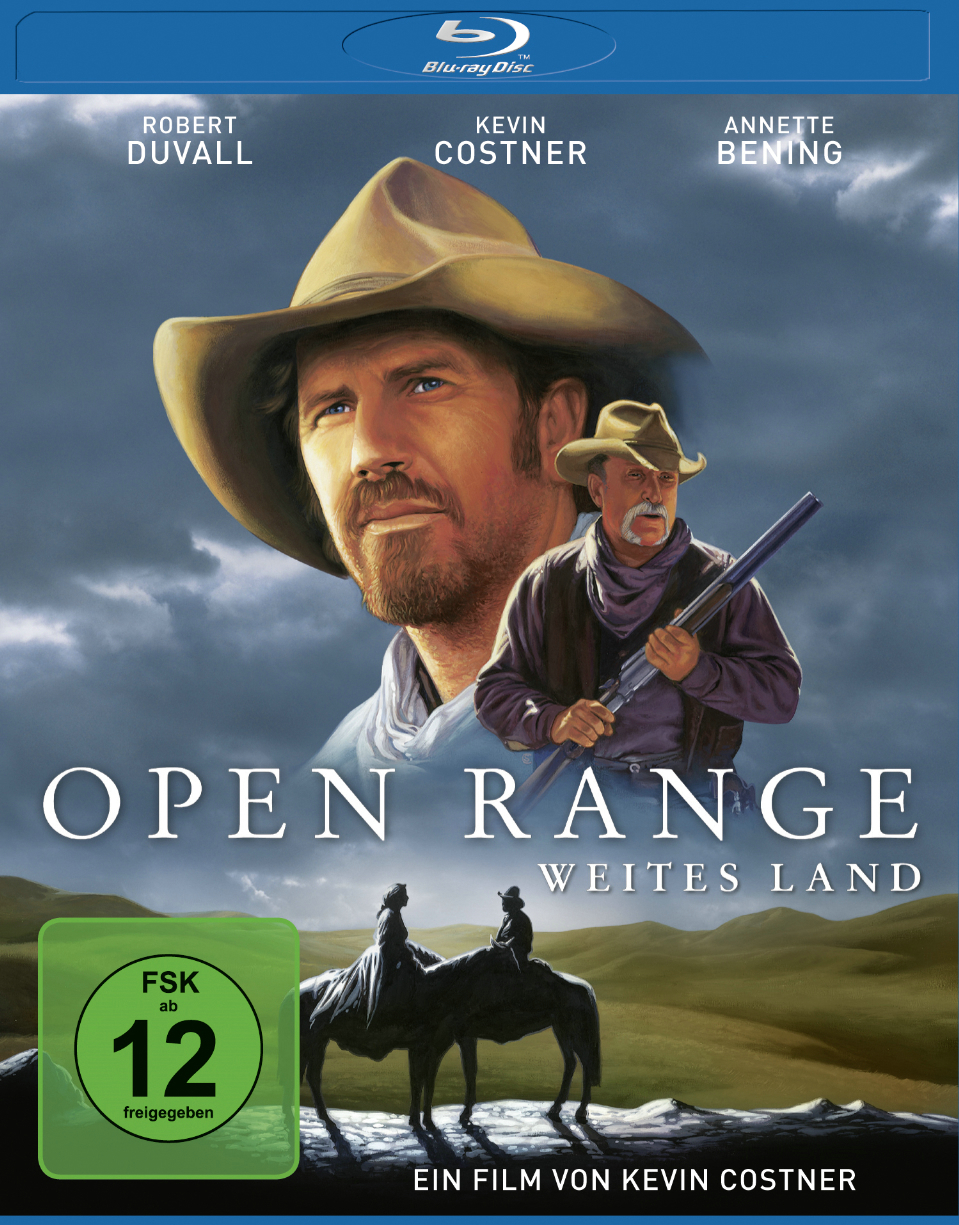 Blu-ray Disc™
ROBERT
DUVALL
KEVIN
COSTNER
ANNETTE
BENING
OPEN RANGE
WEITES LAND
FSK
ab
12
freigegeben
EIN FILM VON KEVIN COSTNER